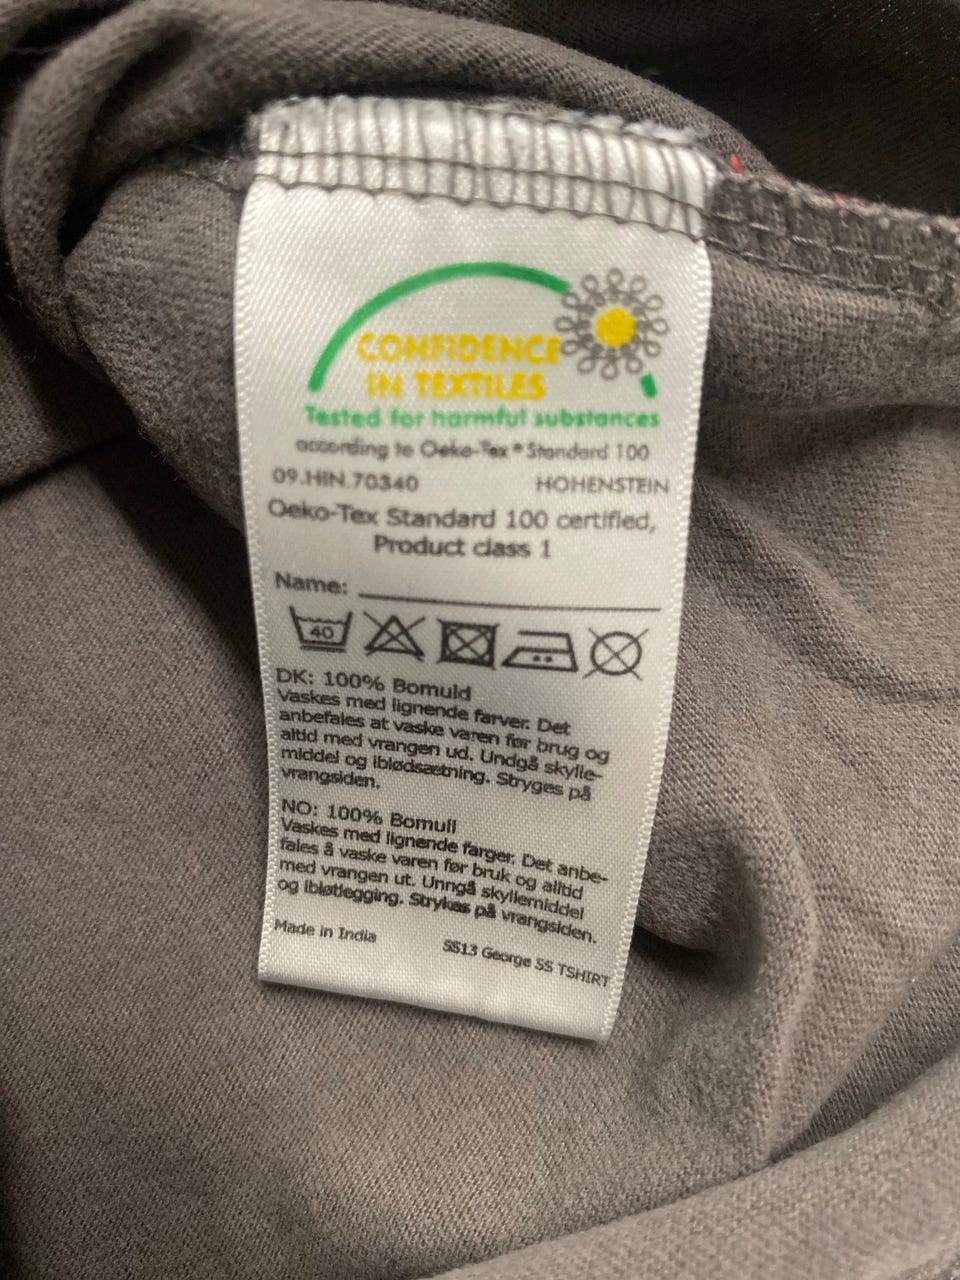 CONFIDENCE
IN TEXTILES
Tested for harmful substances
according to Oeko-Tex® Standard 100
09.HIN.70340 HOHENSTEIN
Oeko-Tex Standard 100 certified,
Product class 1
Name:
40
DK: 100% Bomuld
Vaskes med lignende farver. Det
anbefales at vaske varen før brug og
altid med vrangen ud. Undgå skylle-
middel og iblødsætning. Stryges på
vrangsiden.
NO: 100% Bomull
Vaskes med lignende farger. Det anbe-
fales å vaske varen før bruk og alltid
med vrangen ut. Unngå skyllemiddel
og ibløtlegging. Strykes på vrangsiden.
Made in India SS13 George SS TSHIRT